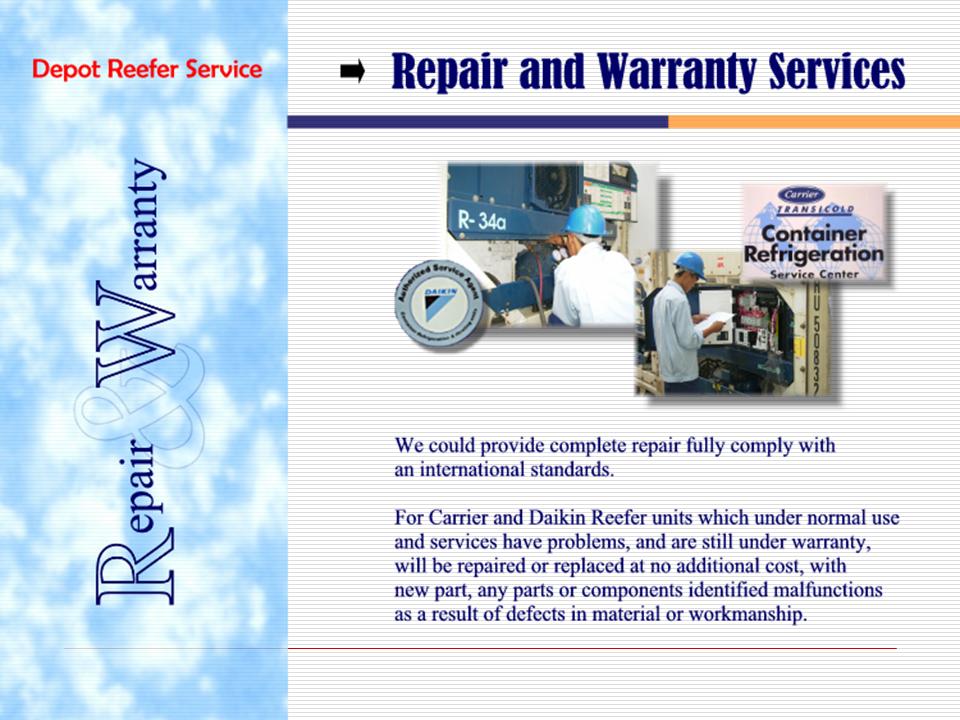 Depot Reefer Service
Repair and Warranty Services
Repair & Warranty
R-34a
Authorized Service Agent
DAIKIN
Carrier
TRANSICOLD
Container
Refrigeration
Service Center
We could provide complete repair fully comply with
an international standards.
For Carrier and Daikin Reefer units which under normal use
and services have problems, and are still under warranty,
will be repaired or replaced at no additional cost, with
new part, any parts or components identified malfunctions
as a result of defects in material or workmanship.